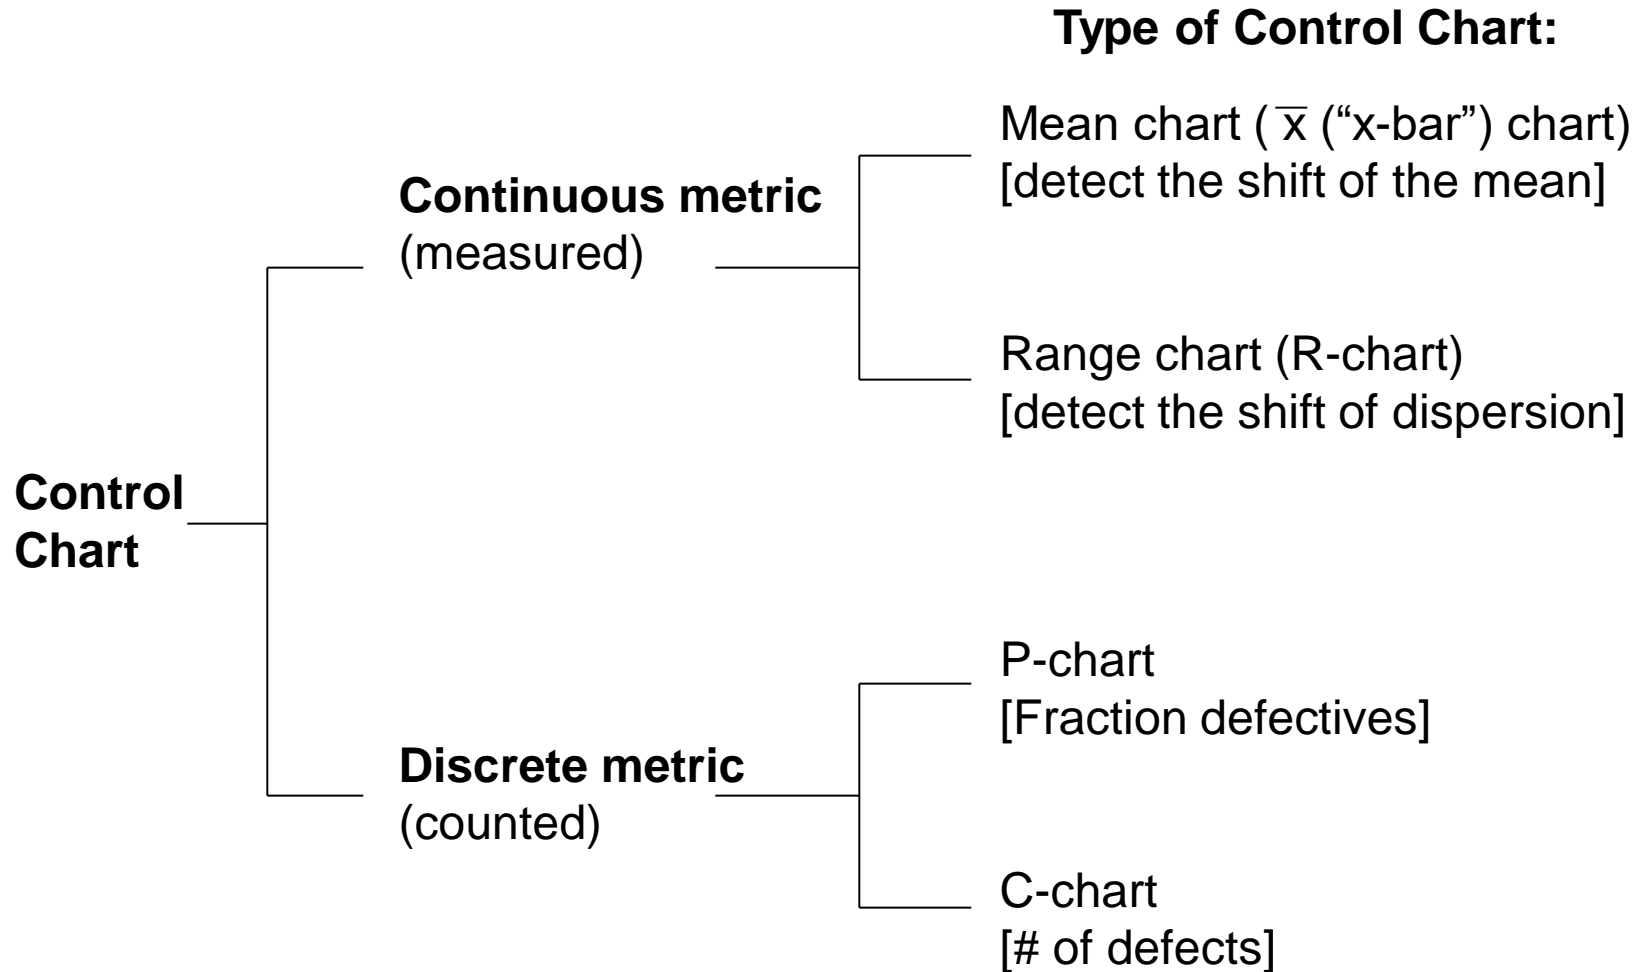 Type of Control Chart:
Mean chart ( x̅ (“x-bar”) chart)
[detect the shift of the mean]
Continuous metric
(measured)
Range chart (R-chart)
[detect the shift of dispersion]
Control
Chart
P-chart
[Fraction defectives]
Discrete metric
(counted)
C-chart
[# of defects]